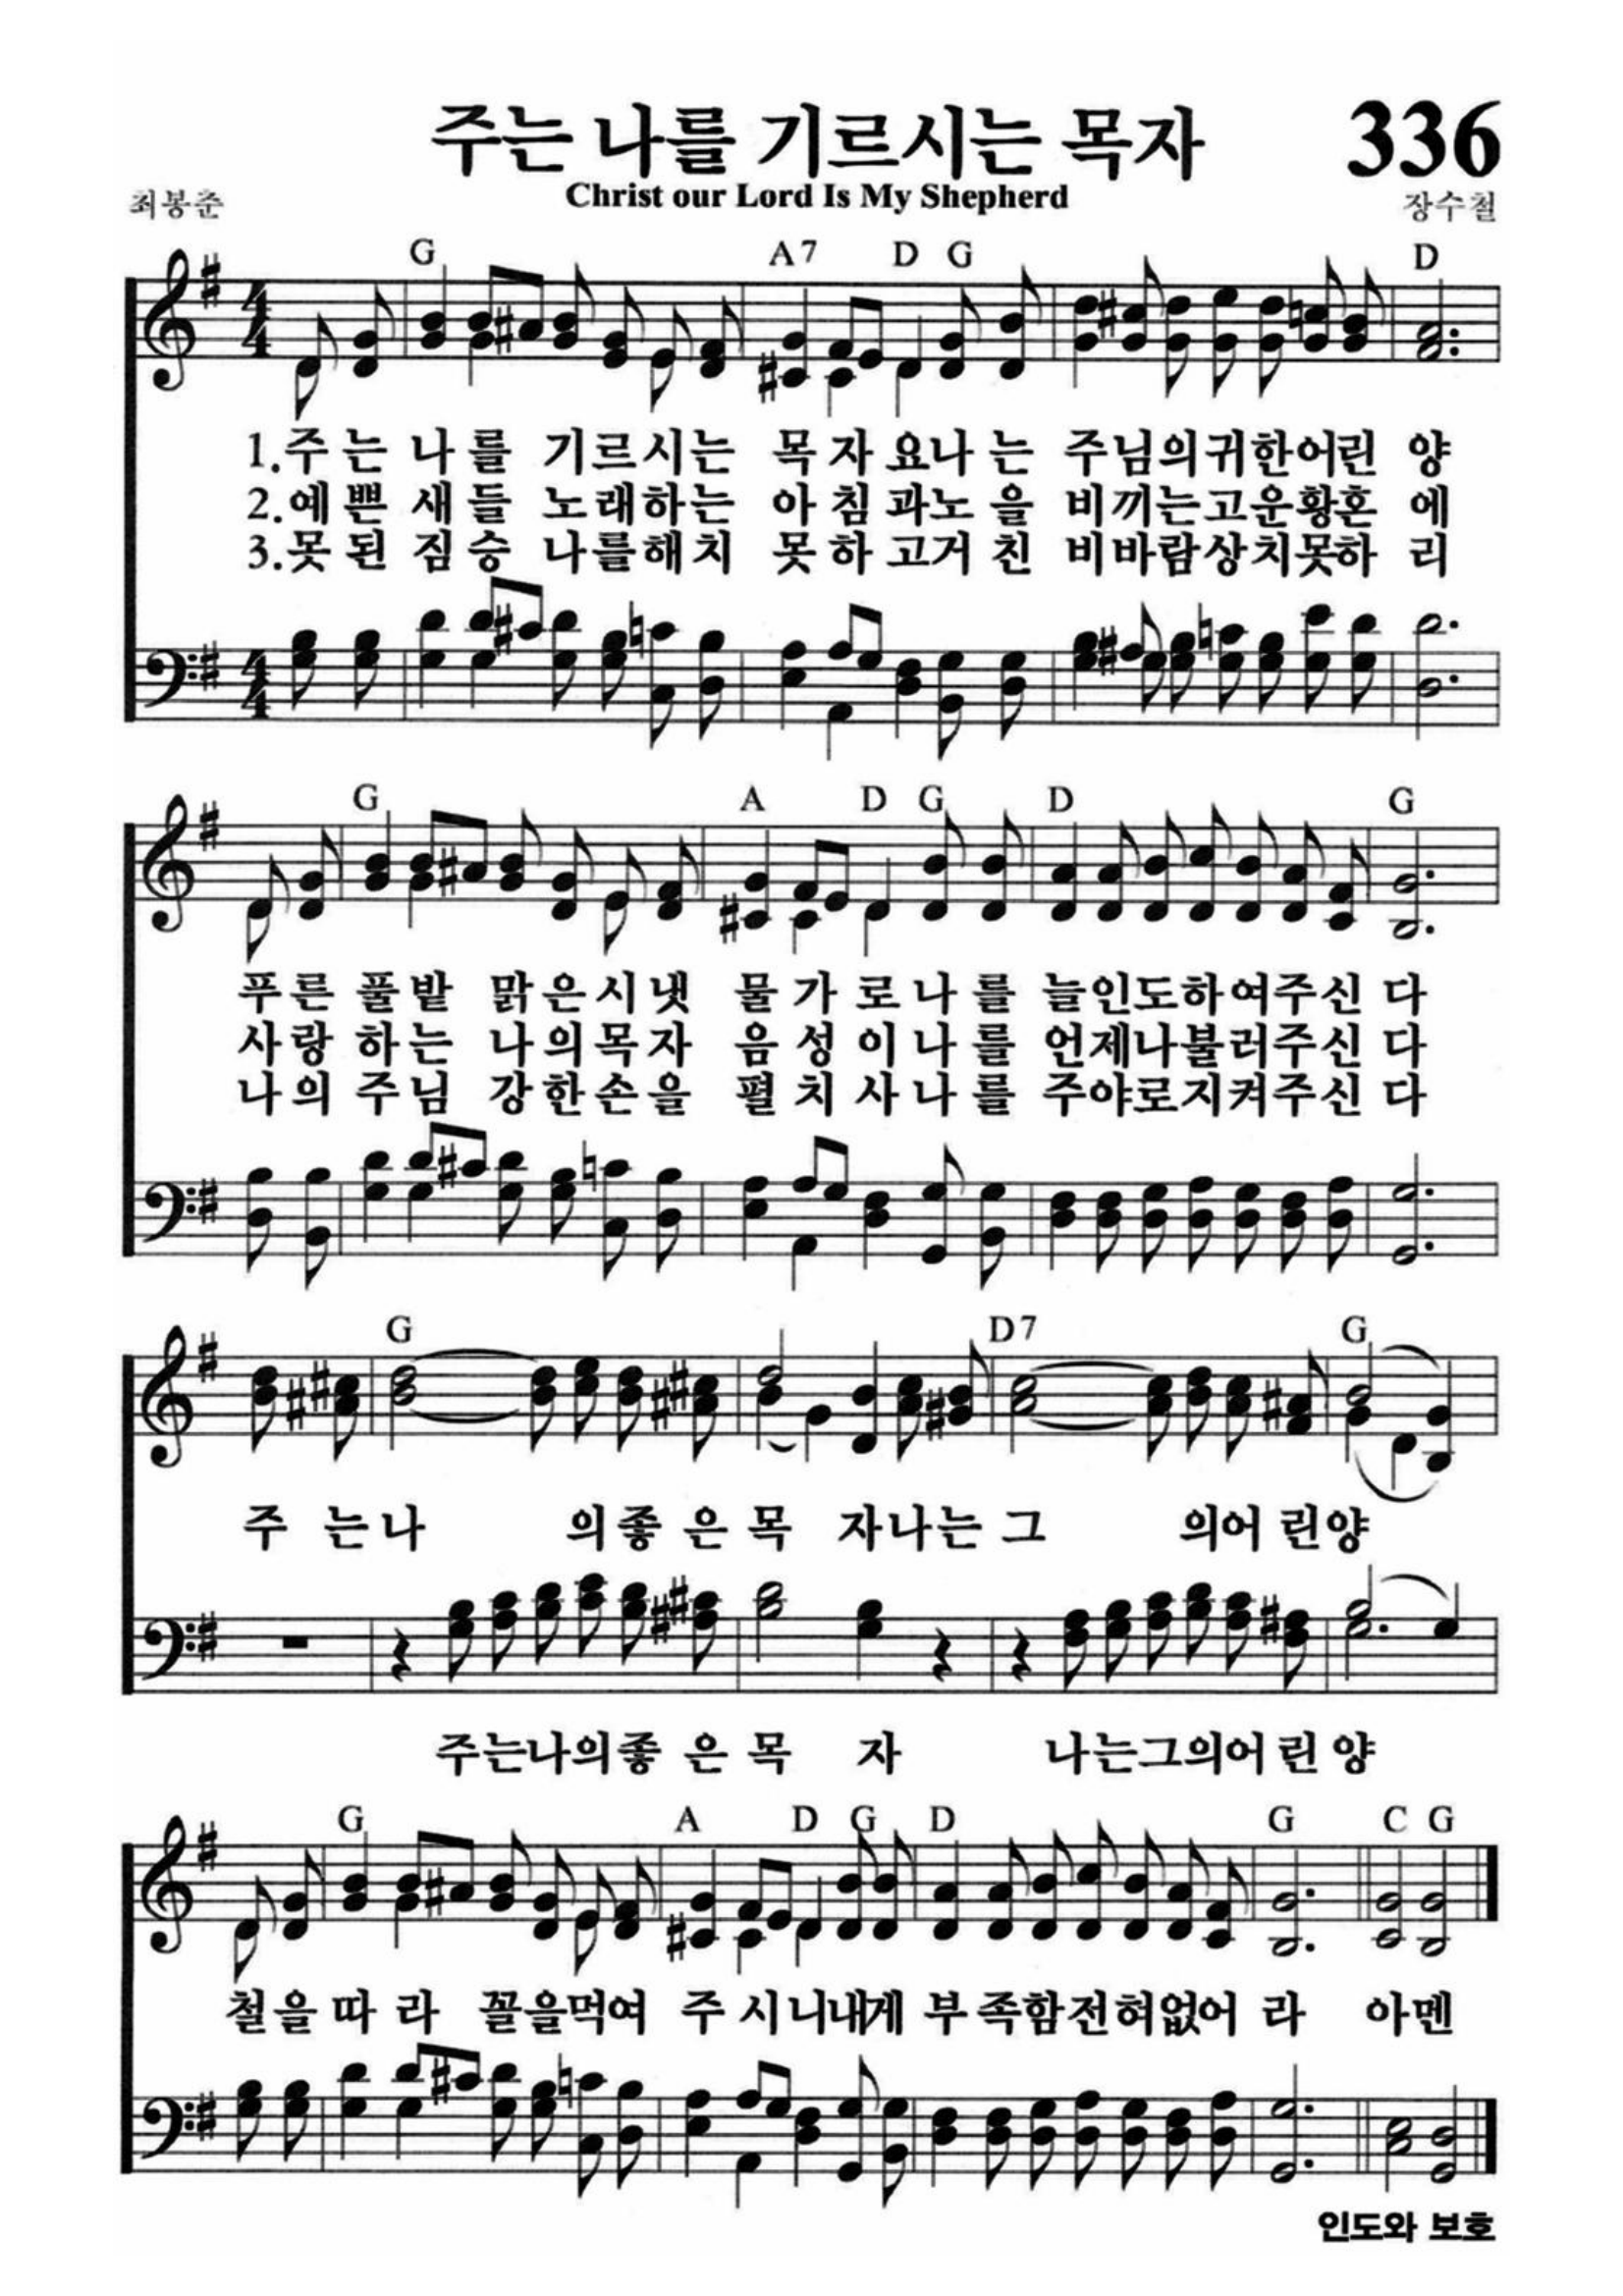 주는 나를 기르시는 목자 336
Christ our Lord Is My Shepherd
최봉춘 장수철
G A7 D G D
1.주는 나를 기르시는 목자요나는 주님의귀한어린 양
2.예쁜 새들 노래하는 아침과노을 비끼는고운황혼 에
3.못된 짐승 나를해치 못하고거친 비바람상치못하 리
G A D G D G
푸른 풀밭 맑은시냇 물가로나를 늘인도하여주신 다
사랑 하는 나의목자 음성이나를 언제나불러주신 다
나의 주님 강한손을 펼치사나를 주야로지켜주신 다
G D7 G
주 는나 의좋은목 자나는그 의어린양
주는나의좋은목 자 나는그의어린양
G A D G D G C G
철을따라 꼴을먹여 주시니내게 부족함전혀없어 라 아멘
인도와 보호